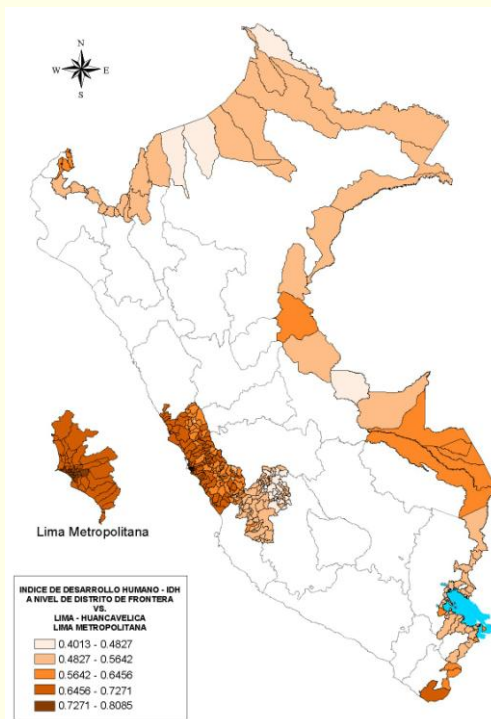 N
W E
S
Lima Metropolitana
INDICE DE DESARROLLO HUMANO - IDH
A NIVEL DE DISTRITO DE FRONTERA
VS.
LIMA - HUANCAVELICA
LIMA METROPOLITANA
0.4013 - 0.4827
0.4827 - 0.5642
0.5642 - 0.6456
0.6456 - 0.7271
0.7271 - 0.8085